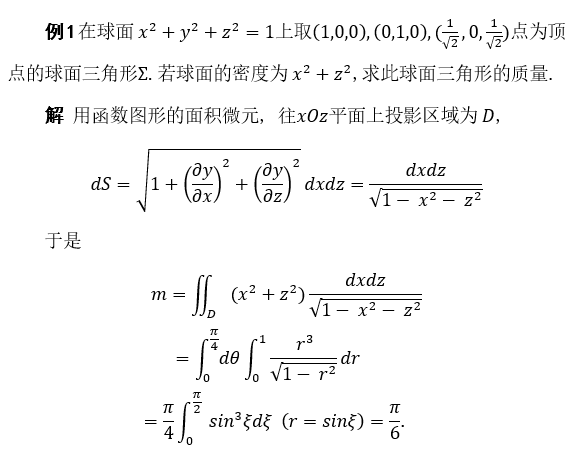 例1 在球面 x² + y² + z² = 1上取(1,0,0), (0,1,0), (1/√2, 0, 1/√2)点为顶
点的球面三角形Σ. 若球面的密度为 x² + z², 求此球面三角形的质量.
解 用函数图形的面积微元，往xOz平面上投影区域为 D，
dS = √(1 + (∂y/∂x)² + (∂y/∂z)²) dxdz = dxdz/√(1 − x² − z²)
于是
m = ∬_D (x² + z²) dxdz/√(1 − x² − z²)
= ∫₀^(π/4) dθ ∫₀^1 r³/√(1 − r²) dr
= π/4 ∫₀^(π/2) sin³ξdξ (r = sinξ) = π/6.